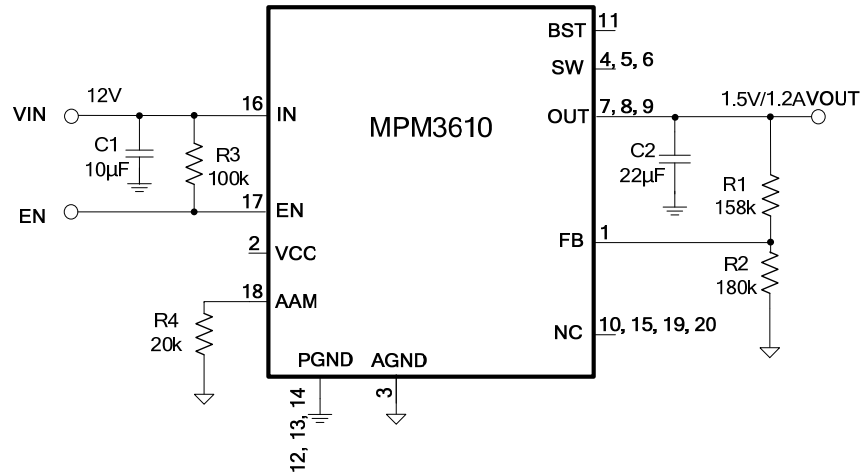 BST
11
SW
4, 5, 6
VIN
12V
16
IN
MPM3610
OUT
7, 8, 9
1.5V/1.2A
VOUT
C1
10µF
R3
100k
C2
22µF
R1
158k
EN
17
EN
FB
1
2
VCC
R2
180k
18
AAM
R4
20k
NC
10, 15, 19, 20
PGND
AGND
12, 13, 14
3